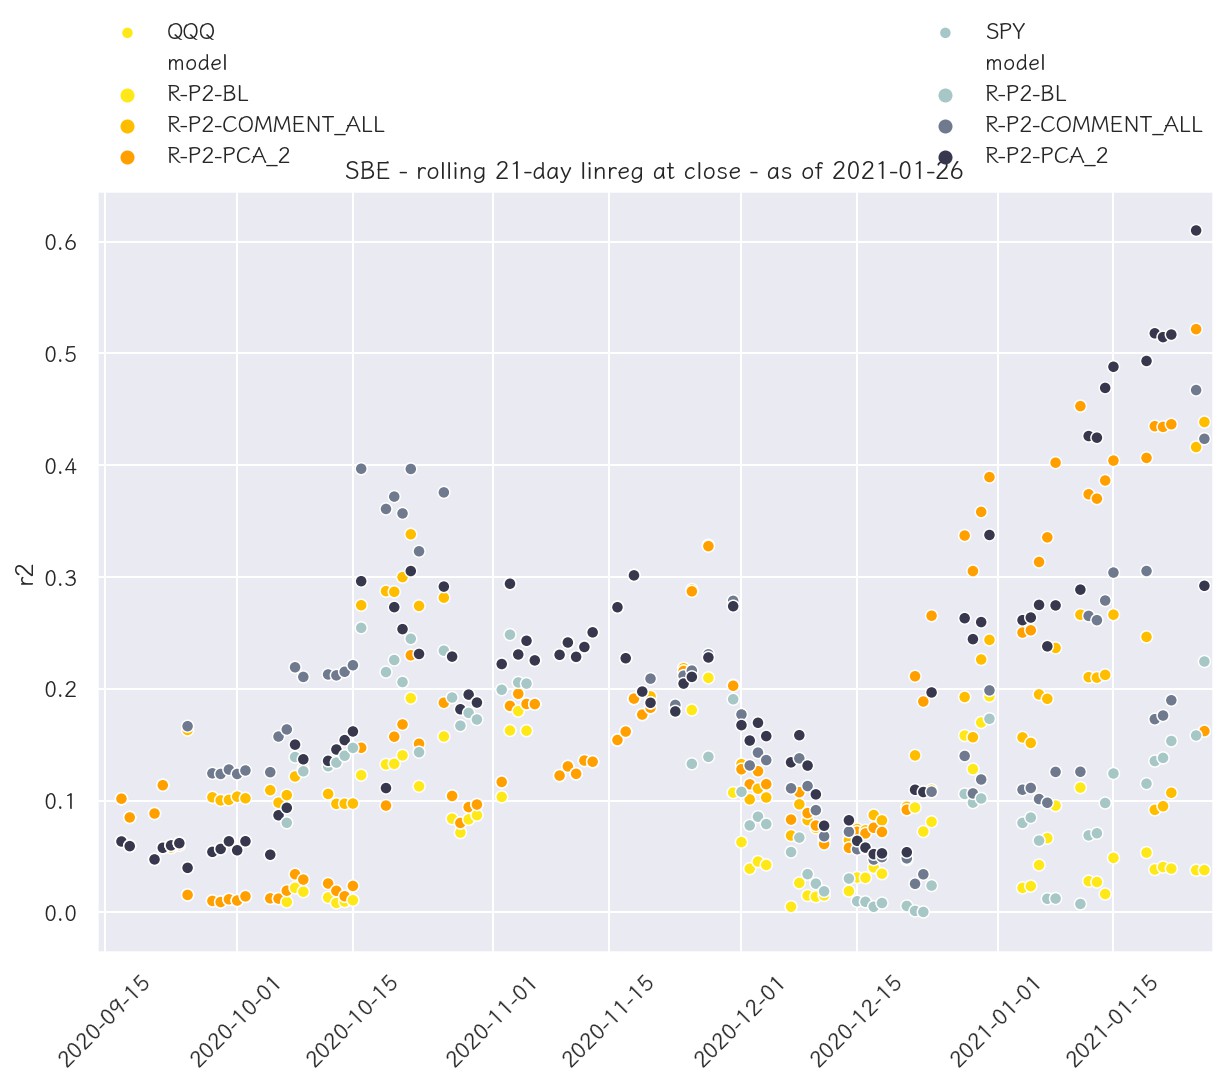 QQQ
model
R-P2-BL
R-P2-COMMENT_ALL
R-P2-PCA_2
SPY
model
R-P2-BL
R-P2-COMMENT_ALL
R-P2-PCA_2
SBE - rolling 21-day linreg at close - as of 2021-01-26
0.6
0.5
0.4
0.3
0.2
0.1
0.0
r2
2020-09-15
2020-10-01
2020-10-15
2020-11-01
2020-11-15
2020-12-01
2020-12-15
2021-01-01
2021-01-15